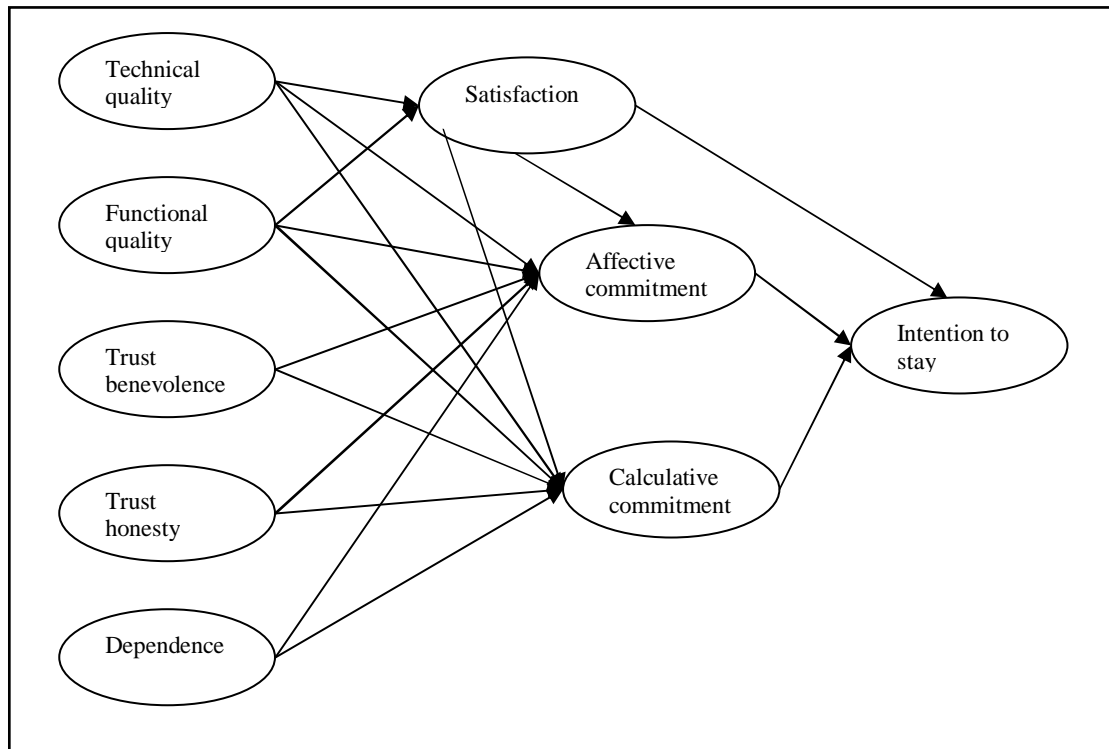 Technical
quality
Satisfaction
Functional
quality
Affective
commitment
Trust
benevolence
Intention to
stay
Trust
honesty
Calculative
commitment
Dependence